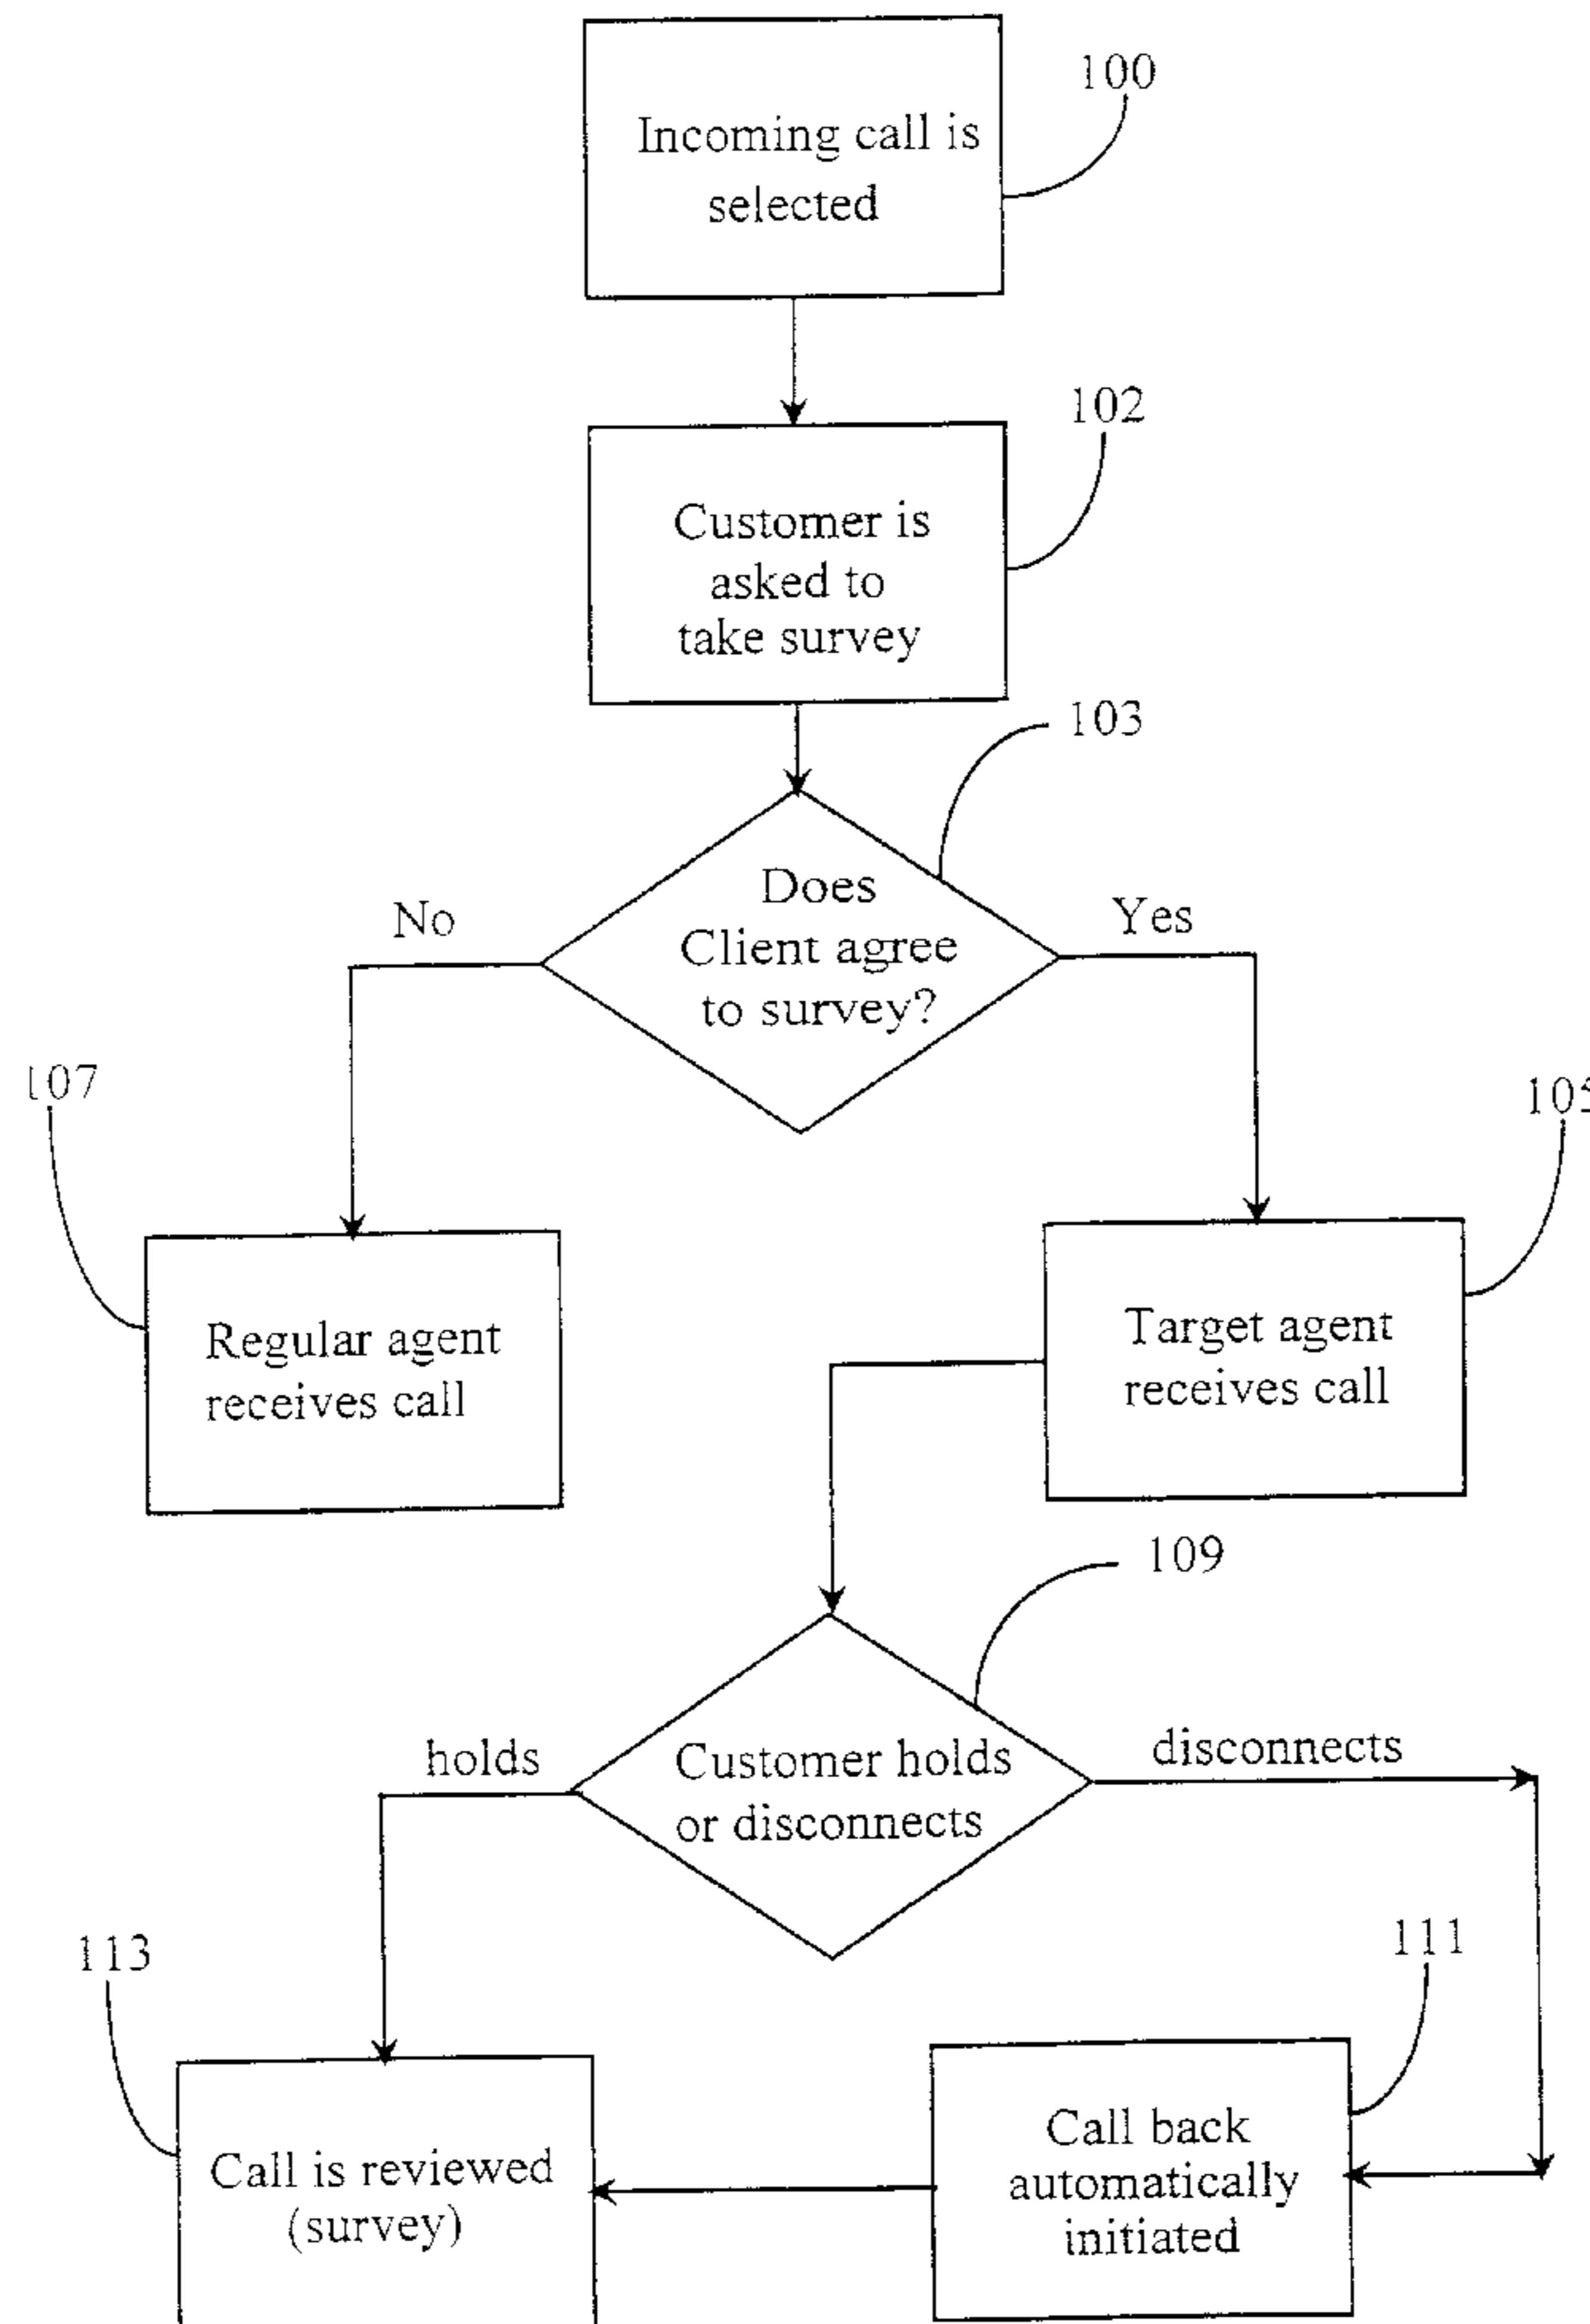 100
Incoming call is
selected
102
Customer is
asked to
take survey
103
Does
Client agree
to survey?
No
Yes
107
105
Regular agent
receives call
Target agent
receives call
109
holds
Customer holds
or disconnects
disconnects
113
111
Call is reviewed
(survey)
Call back
automatically
initiated